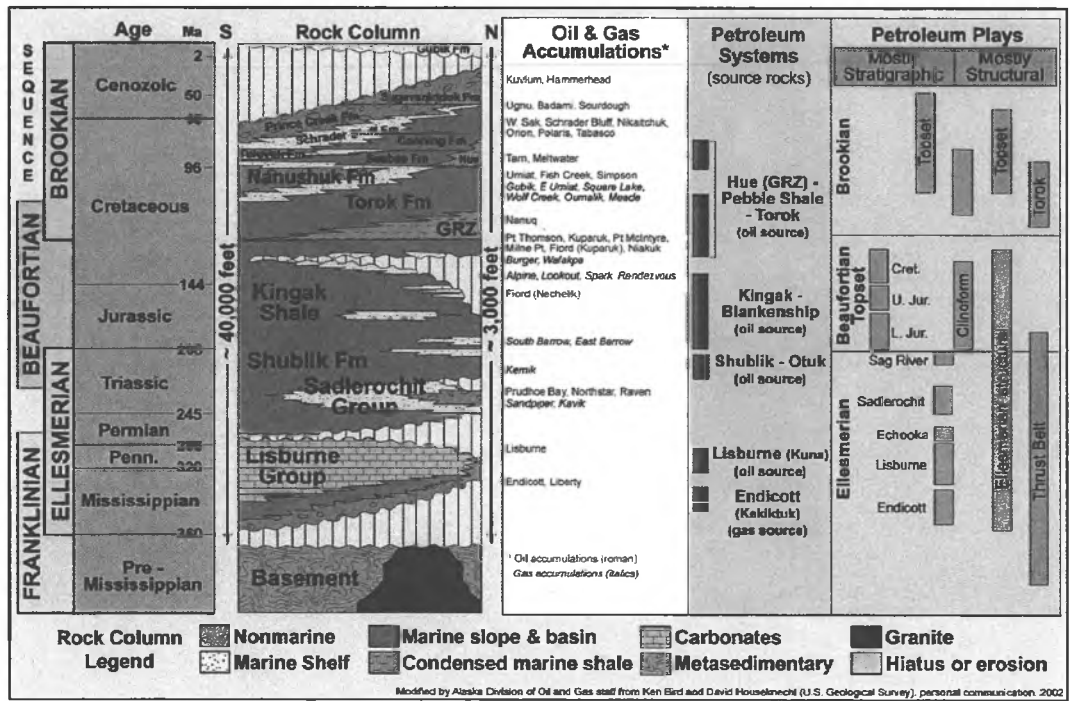 Age
Ma
S
Rock Column
N
Oil & Gas
Accumulations*
Petroleum
Systems
(source rocks)
Petroleum Plays
Mostly
Stratigraphic
Mostly
Structural
SEQUENCE
BROOKIAN
BEAUFORTIAN
ELLESMERIAN
FRANKLINIAN
2
Cenozoic
50
Cretaceous
96
144
Jurassic
Triassic
245
Permian
Penn.
320
Mississippian
Pre -
Mississippian
Gubik Fm
Sagavanirktok Fm
Prince Creek Fm
Schrader Bluff Fm
Canning Fm
Seabee Fm
Hue
Nanushuk Fm
Torok Fm
GRZ
Kingak
Shale
Shublik Fm
Sadlerochit
Group
Lisburne
Group
Basement
~ 40,000 feet
~ 3,000 feet
Kuvlum, Hammerhead
Ugnu, Badami, Sourdough
W. Sak, Schrader Bluff, Nikaitchuk,
Orion, Polaris, Tabasco
Tarn, Meltwater
Umiat, Fish Creek, Simpson
Gubik, E Umiat, Square Lake,
Wolf Creek, Oumalik, Meade
Nanuq
Pt Thomson, Kuparuk, Pt McIntyre,
Milne Pt, Fiord (Kuparuk), Niakuk
Burger, Walakpa
Alpine, Lookout, Spark Rendezvous
Fiord (Nechelik)
South Barrow, East Barrow
Kemik
Prudhoe Bay, Northstar, Raven
Sandpiper, Kavik
Lisburne
Endicott, Liberty
* Oil accumulations (roman)
Gas accumulations (italics)
Hue (GRZ) -
Pebble Shale
- Torok
(oil source)
Kingak -
Blankenship
(oil source)
Shublik - Otuk
(oil source)
Lisburne (Kuna)
(oil source)
Endicott
(Kekiktuk)
(gas source)
Brookian
Topset
Topset
Torok
Beaufortian
Topset
Cret.
U. Jur.
L. Jur.
Clinoform
Ellesmerian
Sag River
Sadlerochit
Echooka
Lisburne
Endicott
Thrust Belt
Rock Column
Legend
Nonmarine
Marine slope & basin
Carbonates
Granite
Marine Shelf
Condensed marine shale
Metasedimentary
Hiatus or erosion
Modified by Alaska Division of Oil and Gas staff from Ken Bird and David Houseknecht (U.S. Geological Survey), personal communication, 2002